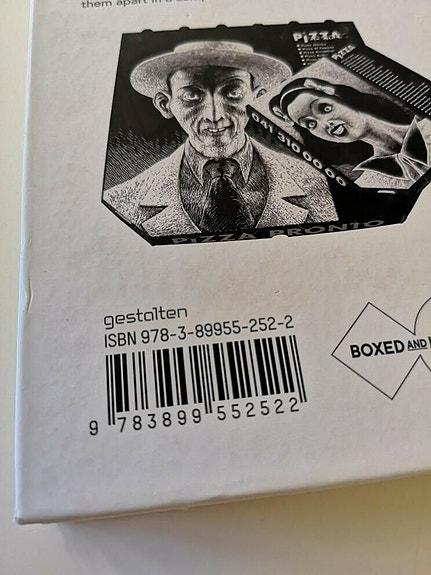 them apart in a
PiZZA
PiZZA
041 310 00 00
PIZZA PRONTO
gestalten
ISBN 978-3-89955-252-2
BOXED AND
9 783899 552522